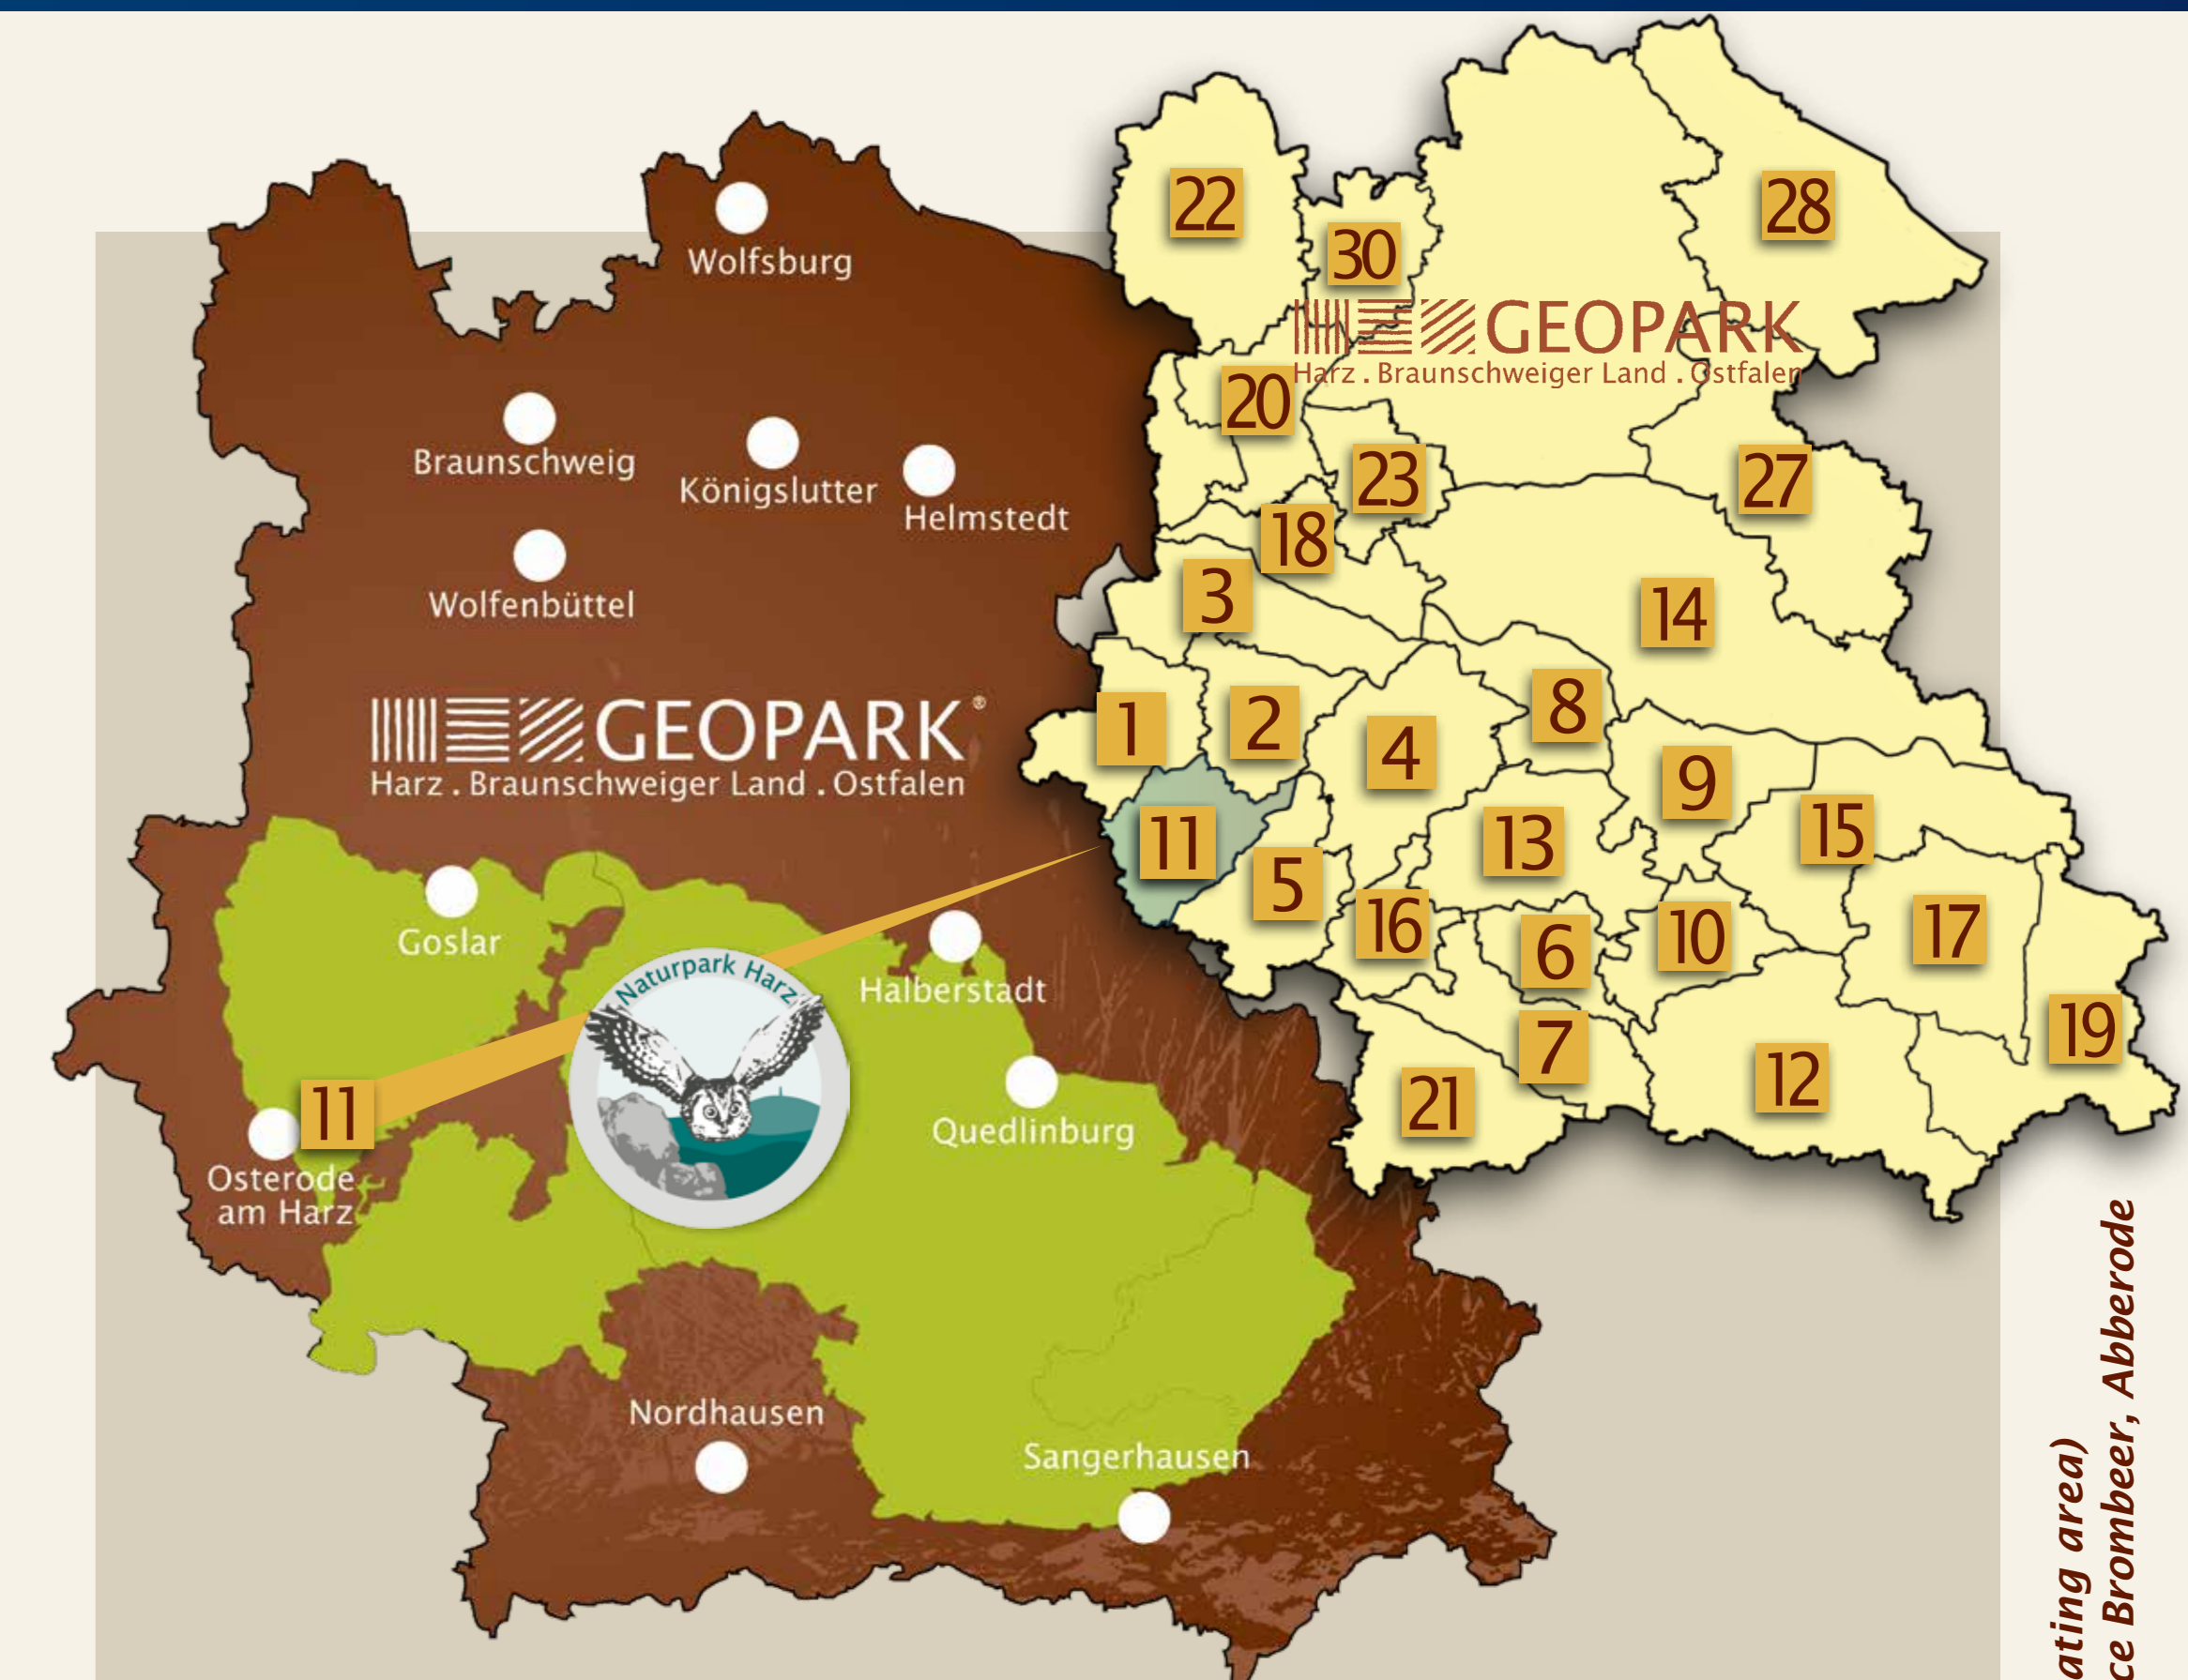 Wolfsburg
Braunschweig
Königslutter
Helmstedt
Wolfenbüttel
GEOPARK®
Harz . Braunschweiger Land . Ostfalen
Goslar
Halberstadt
Naturpark Harz
11
Osterode
am Harz
Quedlinburg
Nordhausen
Sangerhausen
22
28
30
GEOPARK
Harz . Braunschweiger Land . Ostfalen
20
23
27
18
3
14
1
2
8
4
9
11
13
15
5
16
6
10
17
7
19
12
21
ating area)
ce Brombeer, Abberode